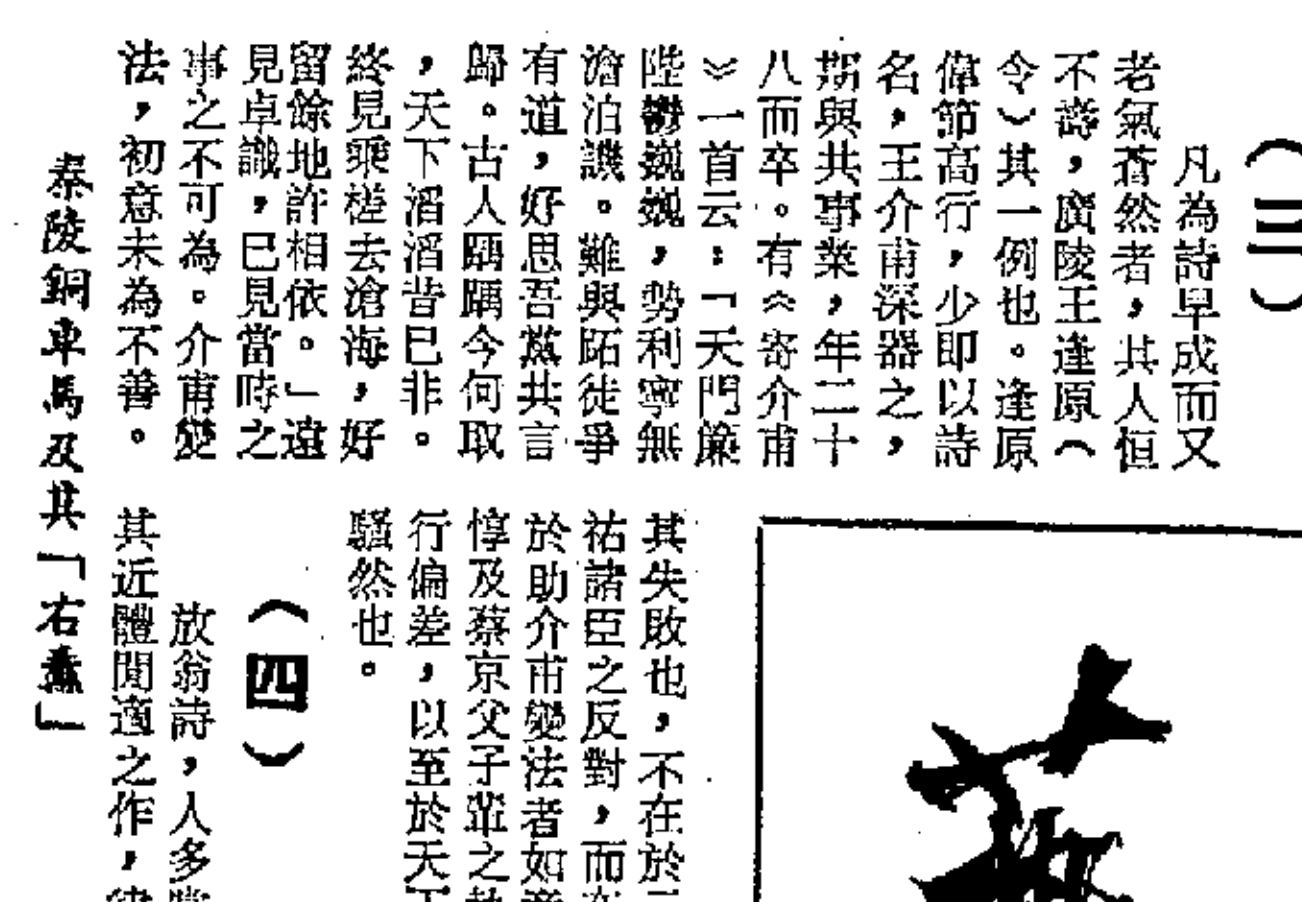 （三）
凡為詩早成而又
老氣蒼然者，其人恒
不壽，廣陵王逢原（
令）其一例也。逢原
偉節高行，少即以詩
名，王介甫深器之，
期與共事業，年二十
八而卒。有《寄介甫
》一首云：「天門簾
陛鬱巍巍，勢利寧無
澹泊譏。難與跖徒爭
有道，好思吾黨共言
歸。古人踽踽今何取
，天下滔滔昔已非。
終見乘槎去滄海，好
留餘地許相依。」遠
見卓識，已見當時之
事之不可為。介甫變
法，初意未為不善。
其失敗也，不在於
祐諸臣之反對，而
於助介甫變法者如
惇及蔡京父子輩之
行偏差，以至於天
騷然也。
（四）
放翁詩，人多
其近體閒適之作，
秦陵銅車馬及其「右纛」